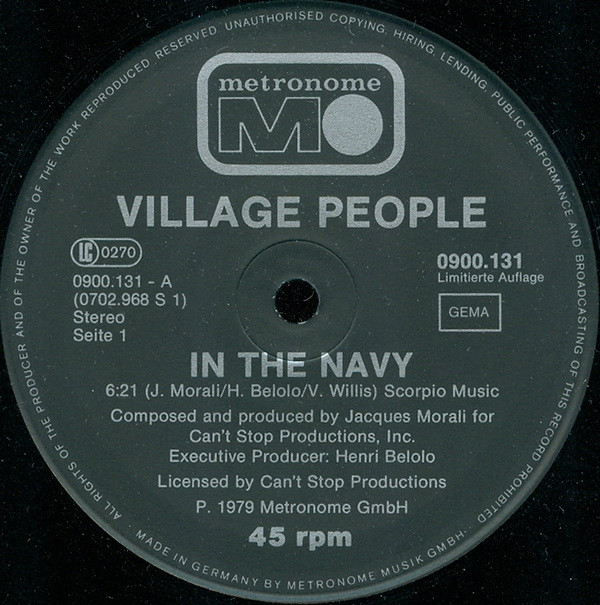 ALL RIGHTS OF THE PRODUCER AND OF THE OWNER OF THE WORK REPRODUCED RESERVED UNAUTHORISED COPYING, HIRING, LENDING, PUBLIC PERFORMANCE AND BROADCASTING OF THIS RECORD PROHIBITED
metronome
MO
VILLAGE PEOPLE
LC 0270
0900.131 - A
(0702.968 S 1)
Stereo
Seite 1
0900.131
Limitierte Auflage
GEMA
IN THE NAVY
6:21 (J. Morali/H. Belolo/V. Willis) Scorpio Music
Composed and produced by Jacques Morali for
Can't Stop Productions, Inc.
Executive Producer: Henri Belolo
Licensed by Can't Stop Productions
P. 1979 Metronome GmbH
45 rpm
· MADE IN GERMANY BY METRONOME MUSIK GMBH ·